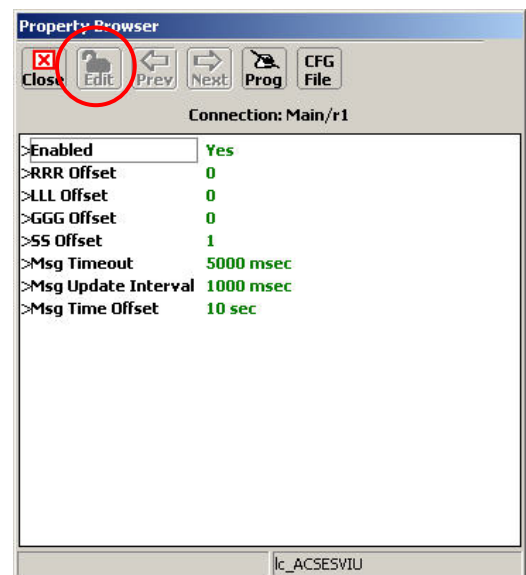 Property Browser
Close Edit Prev Next Prog CFG File
Connection: Main/r1
>Enabled Yes
>RRR Offset 0
>LLL Offset 0
>GGG Offset 0
>SS Offset 1
>Msg Timeout 5000 msec
>Msg Update Interval 1000 msec
>Msg Time Offset 10 sec
lc_ACSESVIU